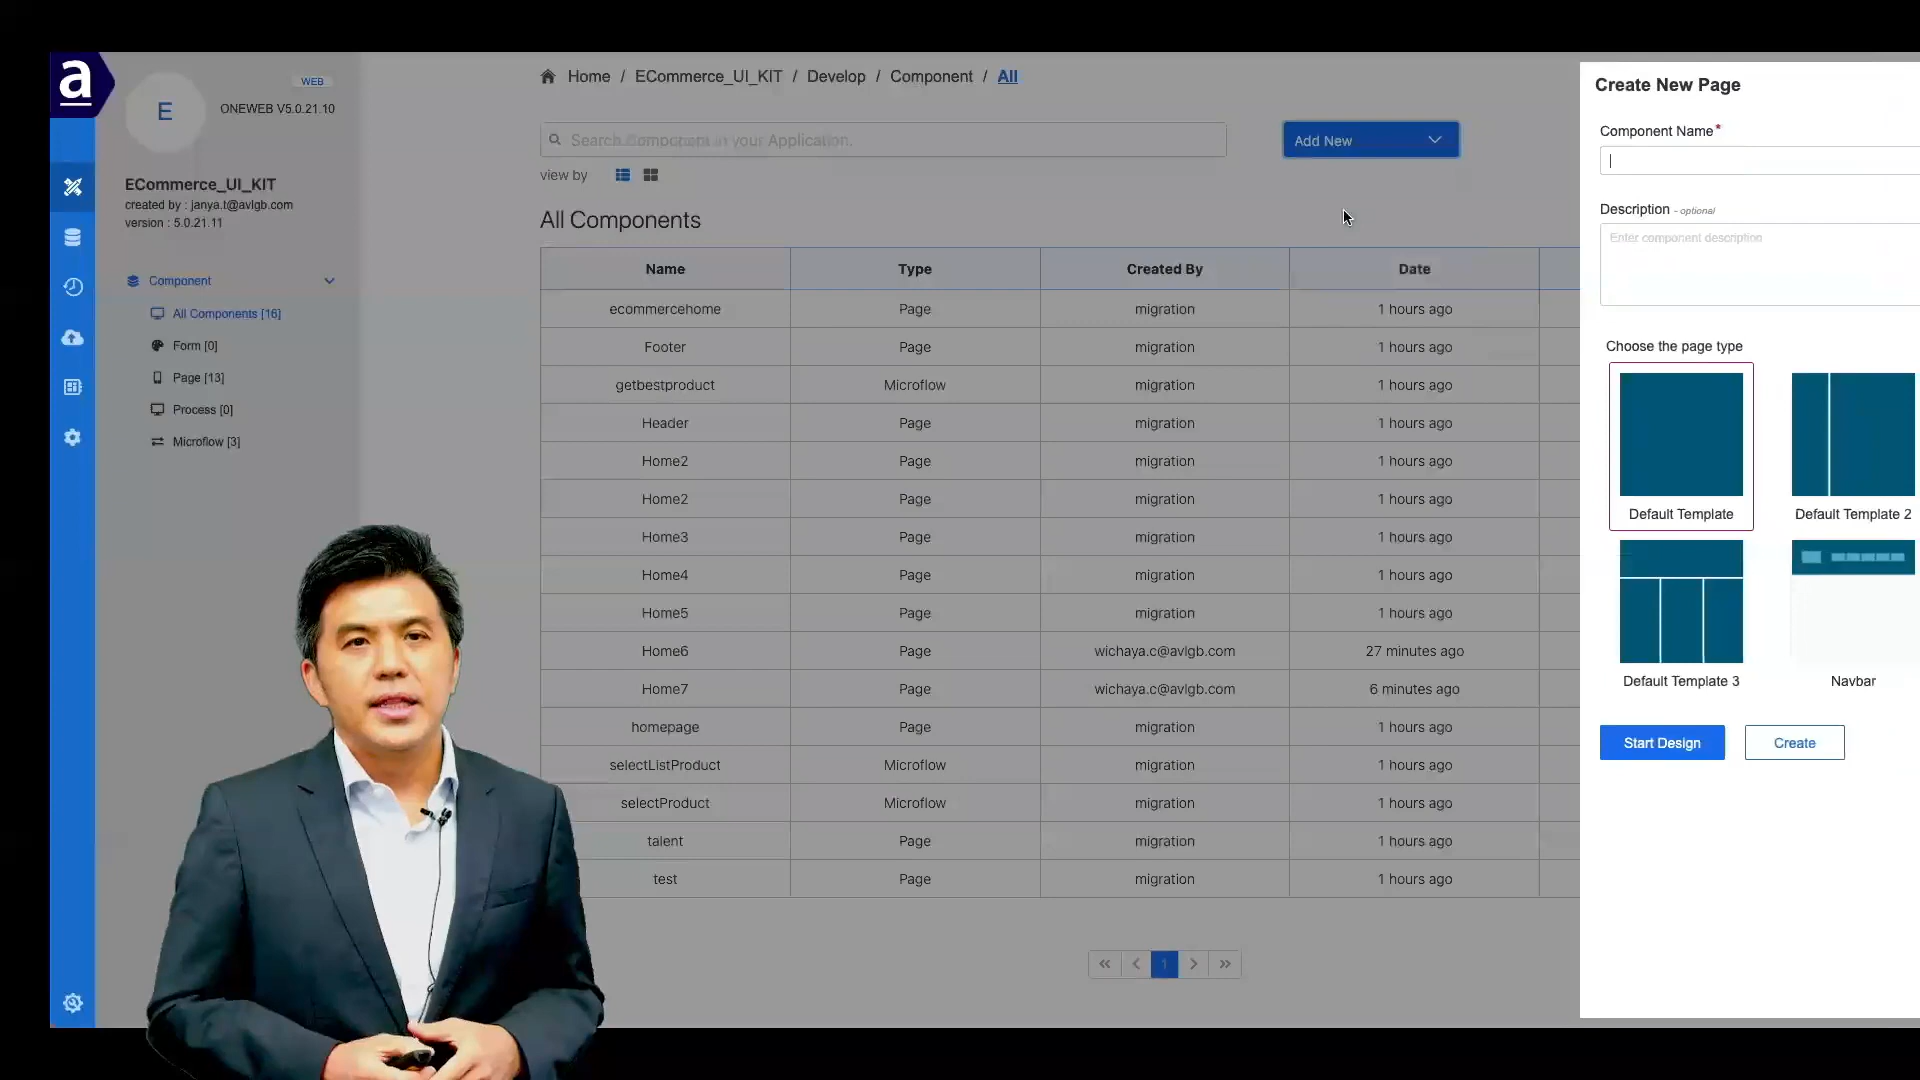 a
E
WEB
ONEWEB V5.0.21.10
ECommerce_UI_KIT
created by : janya.t@avlgb.com
version : 5.0.21.11
Component
All Components [16]
Form [0]
Page [13]
Process [0]
Microflow [3]
Home / ECommerce_UI_KIT / Develop / Component / All
Search Component in your Application.
Add New
view by
All Components
Name Type Created By Date
ecommercehome Page migration 1 hours ago
Footer Page migration 1 hours ago
getbestproduct Microflow migration 1 hours ago
Header Page migration 1 hours ago
Home2 Page migration 1 hours ago
Home2 Page migration 1 hours ago
Home3 Page migration 1 hours ago
Home4 Page migration 1 hours ago
Home5 Page migration 1 hours ago
Home6 Page wichaya.c@avlgb.com 27 minutes ago
Home7 Page wichaya.c@avlgb.com 6 minutes ago
homepage Page migration 1 hours ago
selectListProduct Microflow migration 1 hours ago
selectProduct Microflow migration 1 hours ago
talent Page migration 1 hours ago
test Page migration 1 hours ago
« < 1 > »
Create New Page
Component Name*
Description - optional
Enter component description
Choose the page type
Default Template Default Template 2
Default Template 3 Navbar
Start Design Create